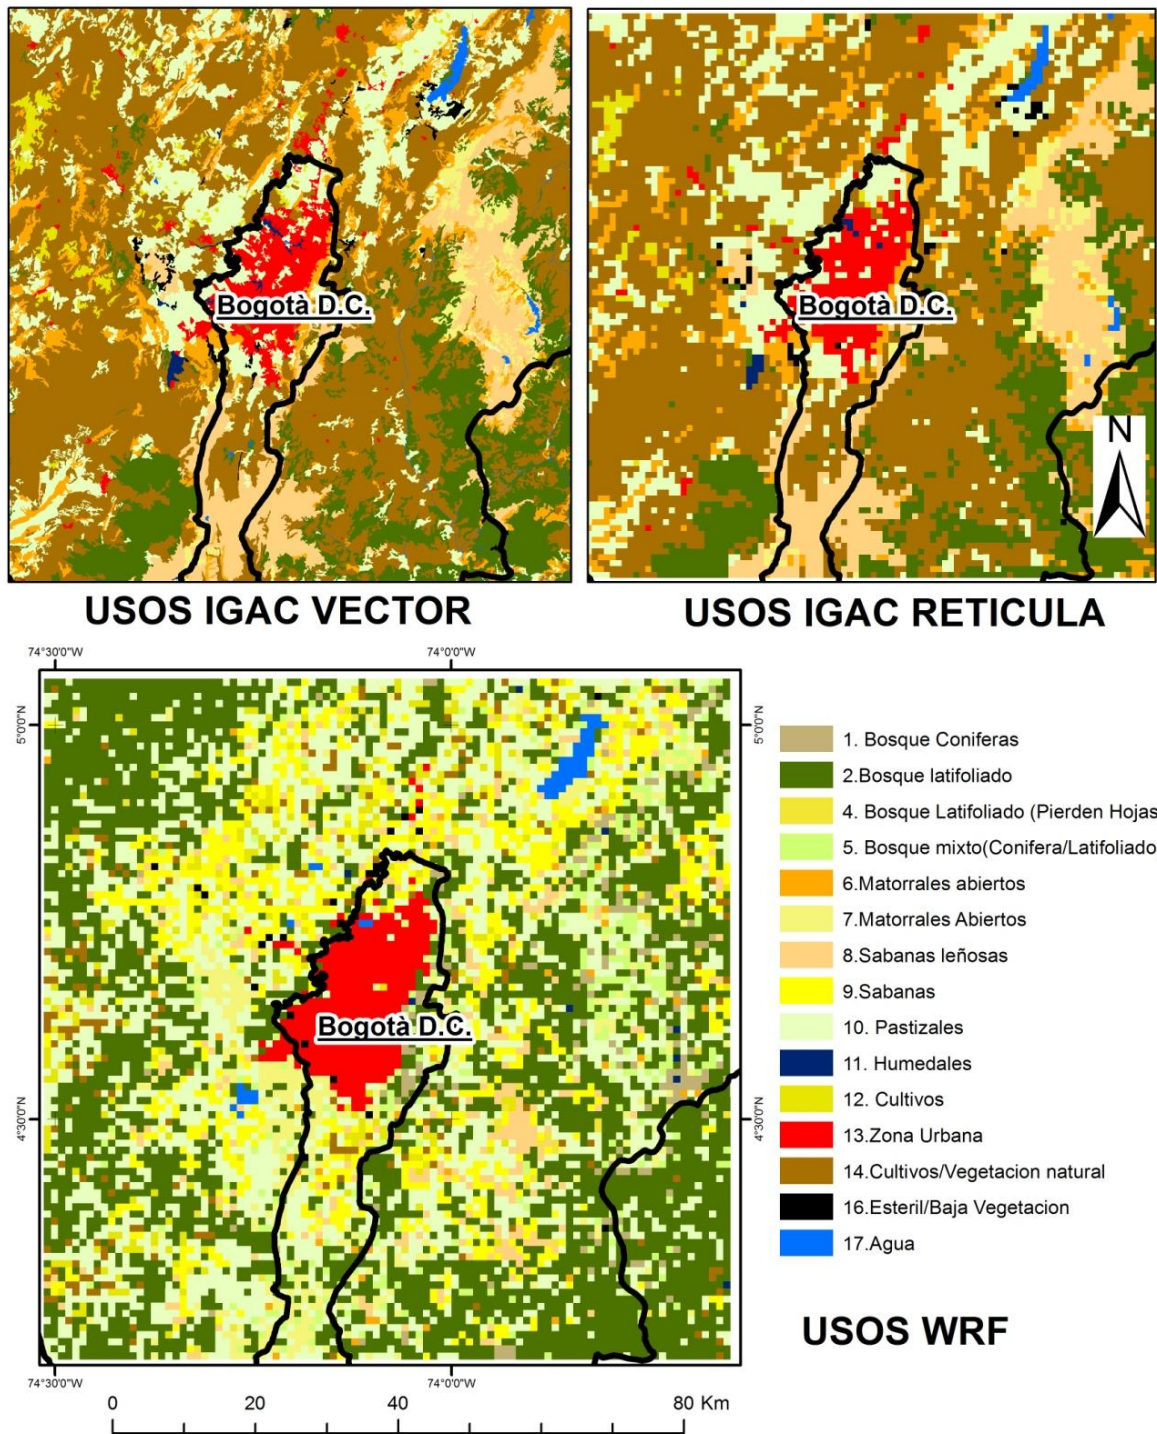 Bogotà D.C.
Bogotà D.C.
N
USOS IGAC VECTOR
USOS IGAC RETICULA
74°30'0"W
74°0'0"W
5°0'0"N
5°0'0"N
1. Bosque Coniferas
2.Bosque latifoliado
4. Bosque Latifoliado (Pierden Hojas
5. Bosque mixto(Conifera/Latifoliado
6.Matorrales abiertos
7.Matorrales Abiertos
8.Sabanas leñosas
9.Sabanas
10. Pastizales
Bogotà D.C.
11. Humedales
12. Cultivos
4°30'0"N
4°30'0"N
13.Zona Urbana
14.Cultivos/Vegetacion natural
16.Esteril/Baja Vegetacion
17.Agua
USOS WRF
74°30'0"W
74°0'0"W
0 20 40 80 Km